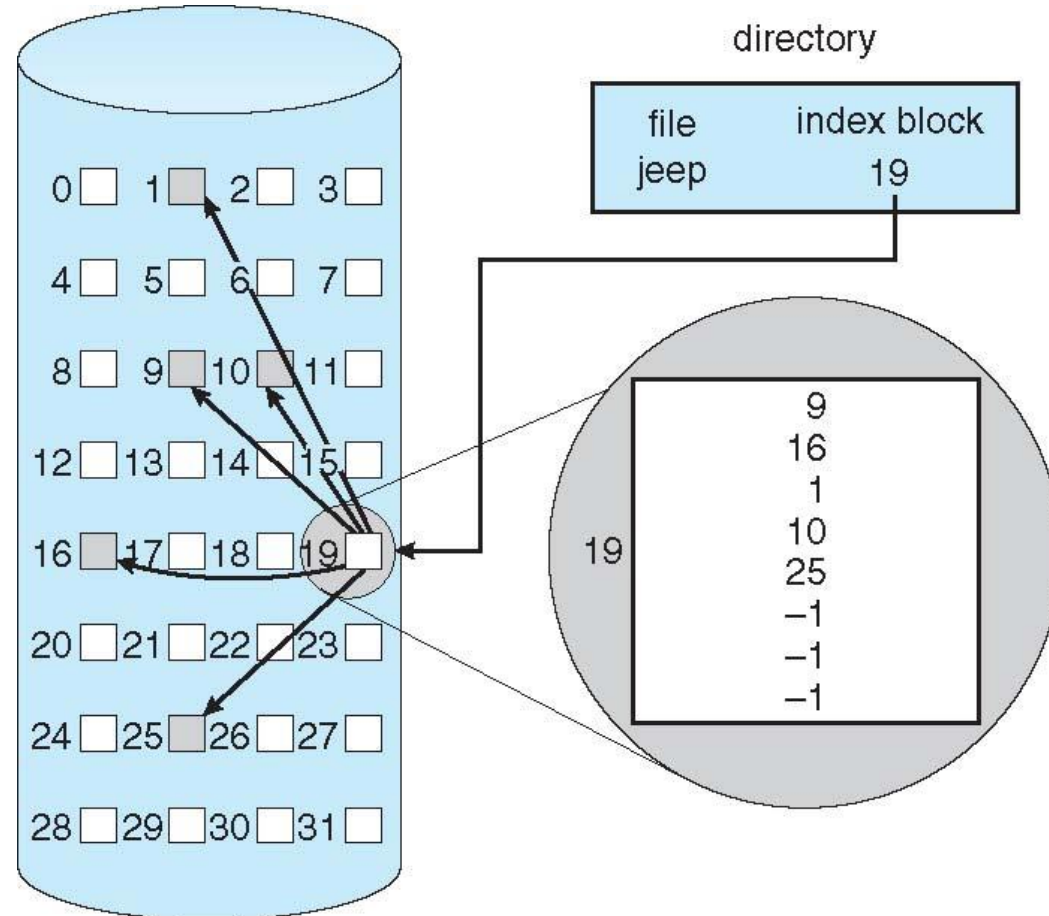 directory
file index block
jeep 19
0 1 2 3
4 5 6 7
8 9 10 11
12 13 14 15
16 17 18 19
20 21 22 23
24 25 26 27
28 29 30 31
19
9
16
1
10
25
–1
–1
–1